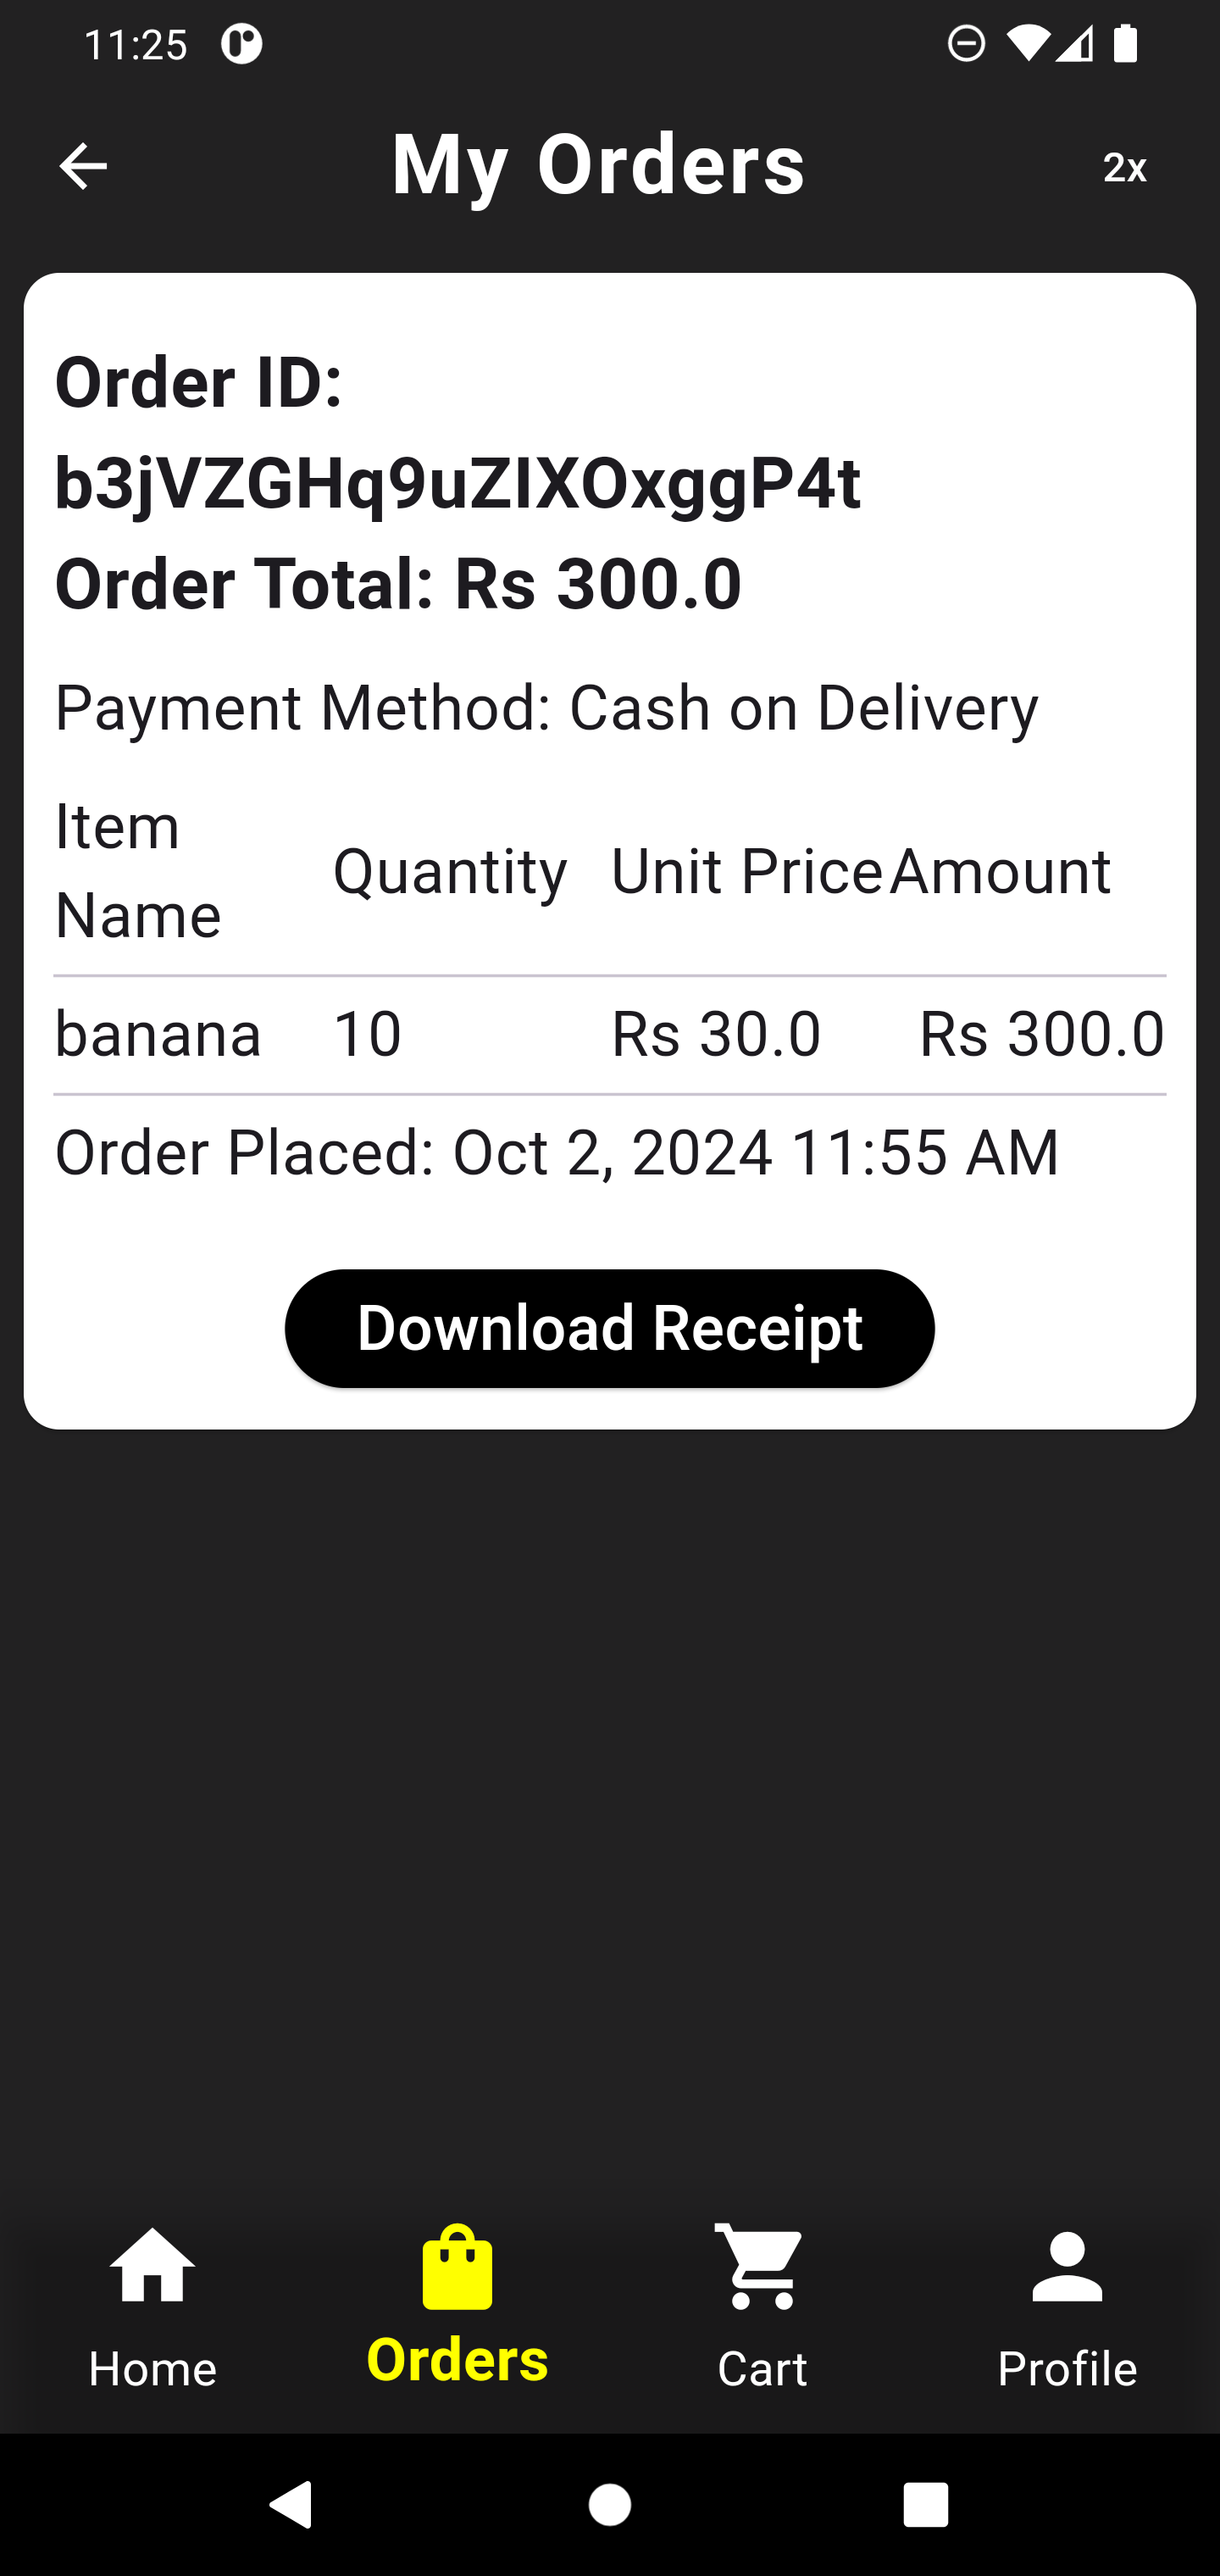 11:25
My Orders
2x
Order ID:
b3jVZGHq9uZIXOxggP4t
Order Total: Rs 300.0
Payment Method: Cash on Delivery
Item
Name
Quantity
Unit Price
Amount
banana
10
Rs 30.0
Rs 300.0
Order Placed: Oct 2, 2024 11:55 AM
Download Receipt
Home
Orders
Cart
Profile